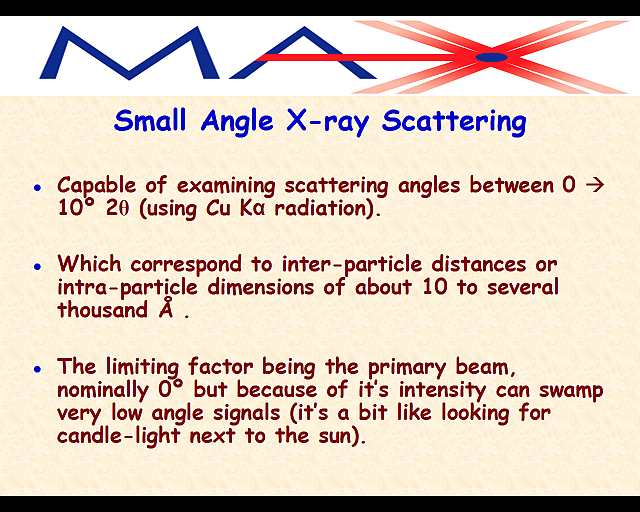 MAX
Small Angle X-ray Scattering
• Capable of examining scattering angles between 0 →
10° 2θ (using Cu Kα radiation).
• Which correspond to inter-particle distances or
intra-particle dimensions of about 10 to several
thousand Å .
• The limiting factor being the primary beam,
nominally 0° but because of it's intensity can swamp
very low angle signals (it's a bit like looking for
candle-light next to the sun).